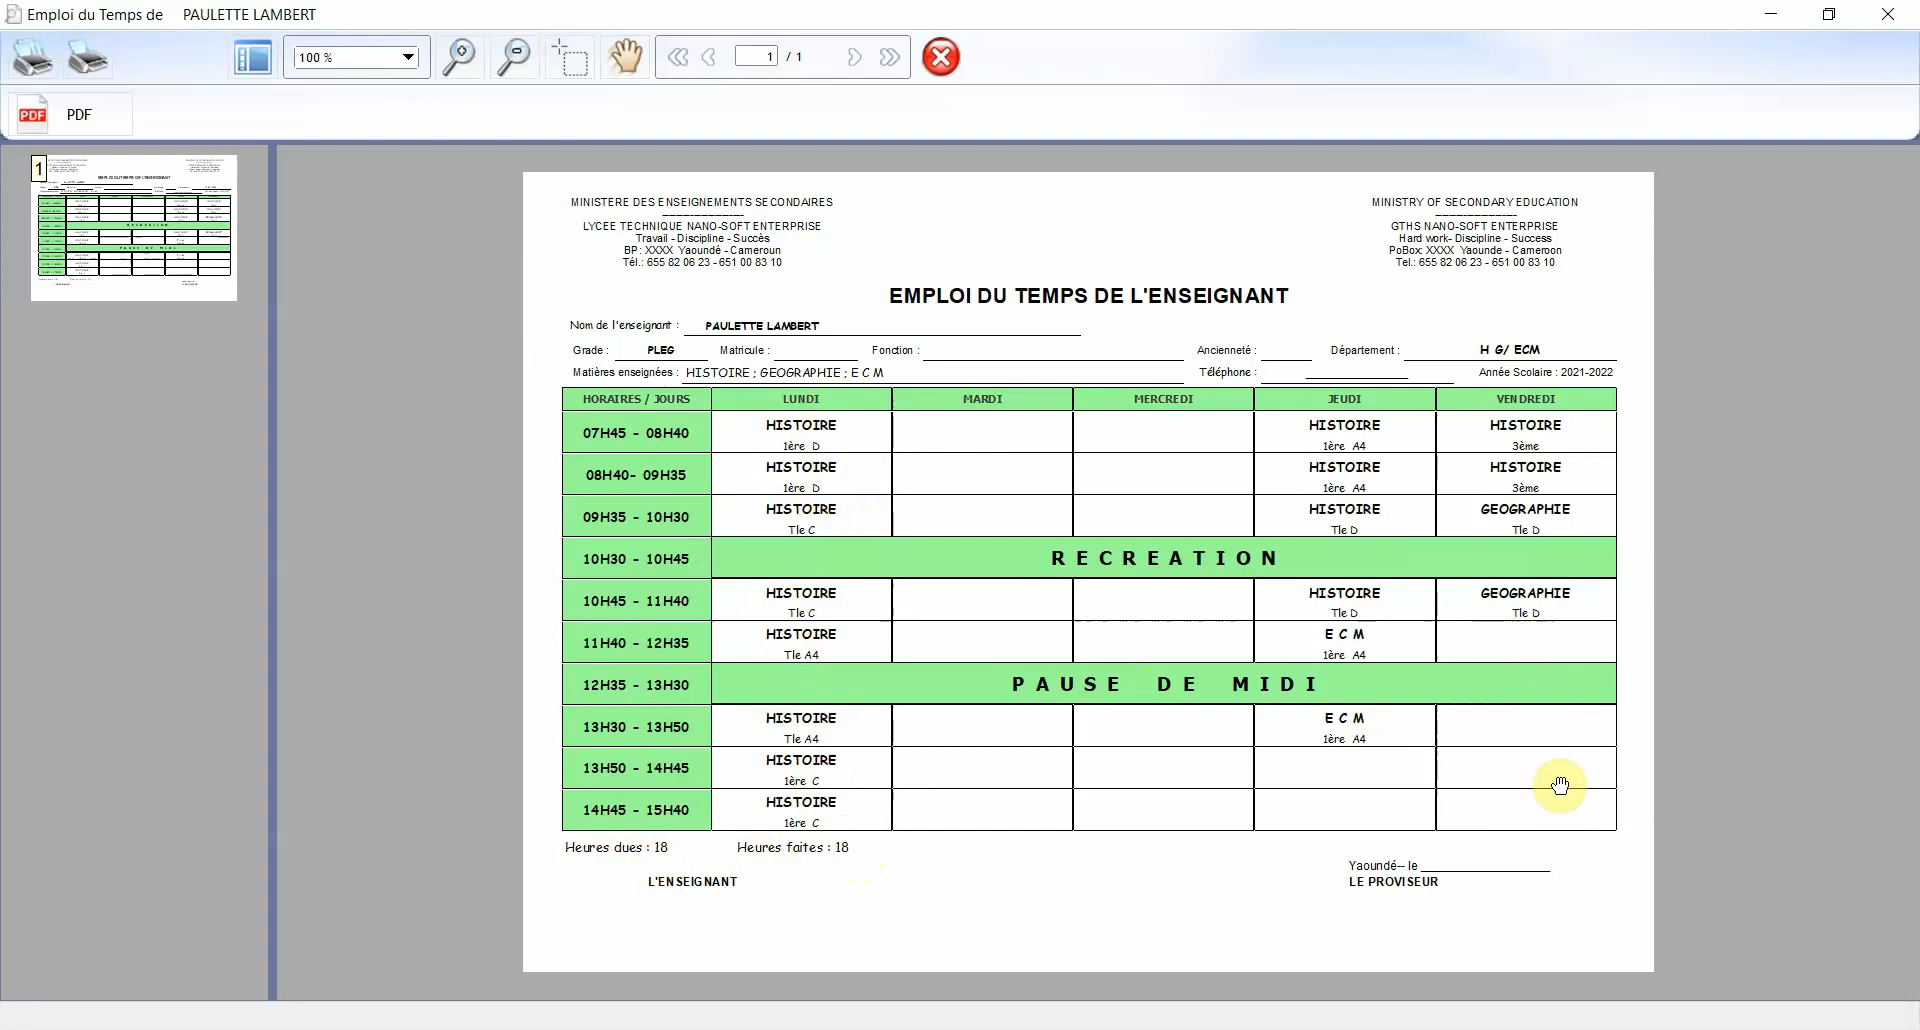 Emploi du Temps de PAULETTE LAMBERT
100 %
1 / 1
PDF PDF
1
MINISTERE DES ENSEIGNEMENTS SECONDAIRES
LYCEE TECHNIQUE NANO-SOFT ENTERPRISE
Travail - Discipline - Succès
BP: XXXX Yaoundé - Cameroun
Tél.: 655 82 06 23 - 651 00 83 10
MINISTRY OF SECONDARY EDUCATION
GTHS NANO-SOFT ENTERPRISE
Hard work- Discipline - Success
PoBox: XXXX Yaounde - Cameroon
Tel.: 655 82 06 23 - 651 00 83 10
EMPLOI DU TEMPS DE L'ENSEIGNANT
Nom de l'enseignant : PAULETTE LAMBERT
Grade : PLEG Matricule : Fonction : Ancienneté : Département : H G/ ECM
Matières enseignées : HISTOIRE ; GEOGRAPHIE ; E C M Téléphone : Année Scolaire : 2021-2022
HORAIRES / JOURS LUNDI MARDI MERCREDI JEUDI VENDREDI
07H45 - 08H40 HISTOIRE HISTOIRE HISTOIRE
1ère D 1ère A4 3ème
08H40- 09H35 HISTOIRE HISTOIRE HISTOIRE
1ère D 1ère A4 3ème
09H35 - 10H30 HISTOIRE HISTOIRE GEOGRAPHIE
Tle C Tle D Tle D
10H30 - 10H45 R E C R E A T I O N
10H45 - 11H40 HISTOIRE HISTOIRE GEOGRAPHIE
Tle C Tle D Tle D
11H40 - 12H35 HISTOIRE E C M
Tle A4 1ère A4
12H35 - 13H30 P A U S E D E M I D I
13H30 - 13H50 HISTOIRE E C M
Tle A4 1ère A4
13H50 - 14H45 HISTOIRE
1ère C
14H45 - 15H40 HISTOIRE
1ère C
Heures dues : 18 Heures faites : 18
Yaoundé-- le
L'ENSEIGNANT LE PROVISEUR